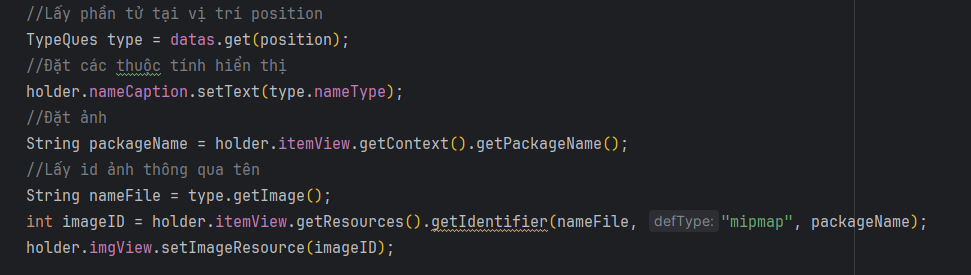 //Lấy phần tử tại vị trí position
TypeQues type = datas.get(position);
//Đặt các thuộc tính hiển thị
holder.nameCaption.setText(type.nameType);
//Đặt ảnh
String packageName = holder.itemView.getContext().getPackageName();
//Lấy id ảnh thông qua tên
String nameFile = type.getImage();
int imageID = holder.itemView.getResources().getIdentifier(nameFile, defType: "mipmap", packageName);
holder.imgView.setImageResource(imageID);